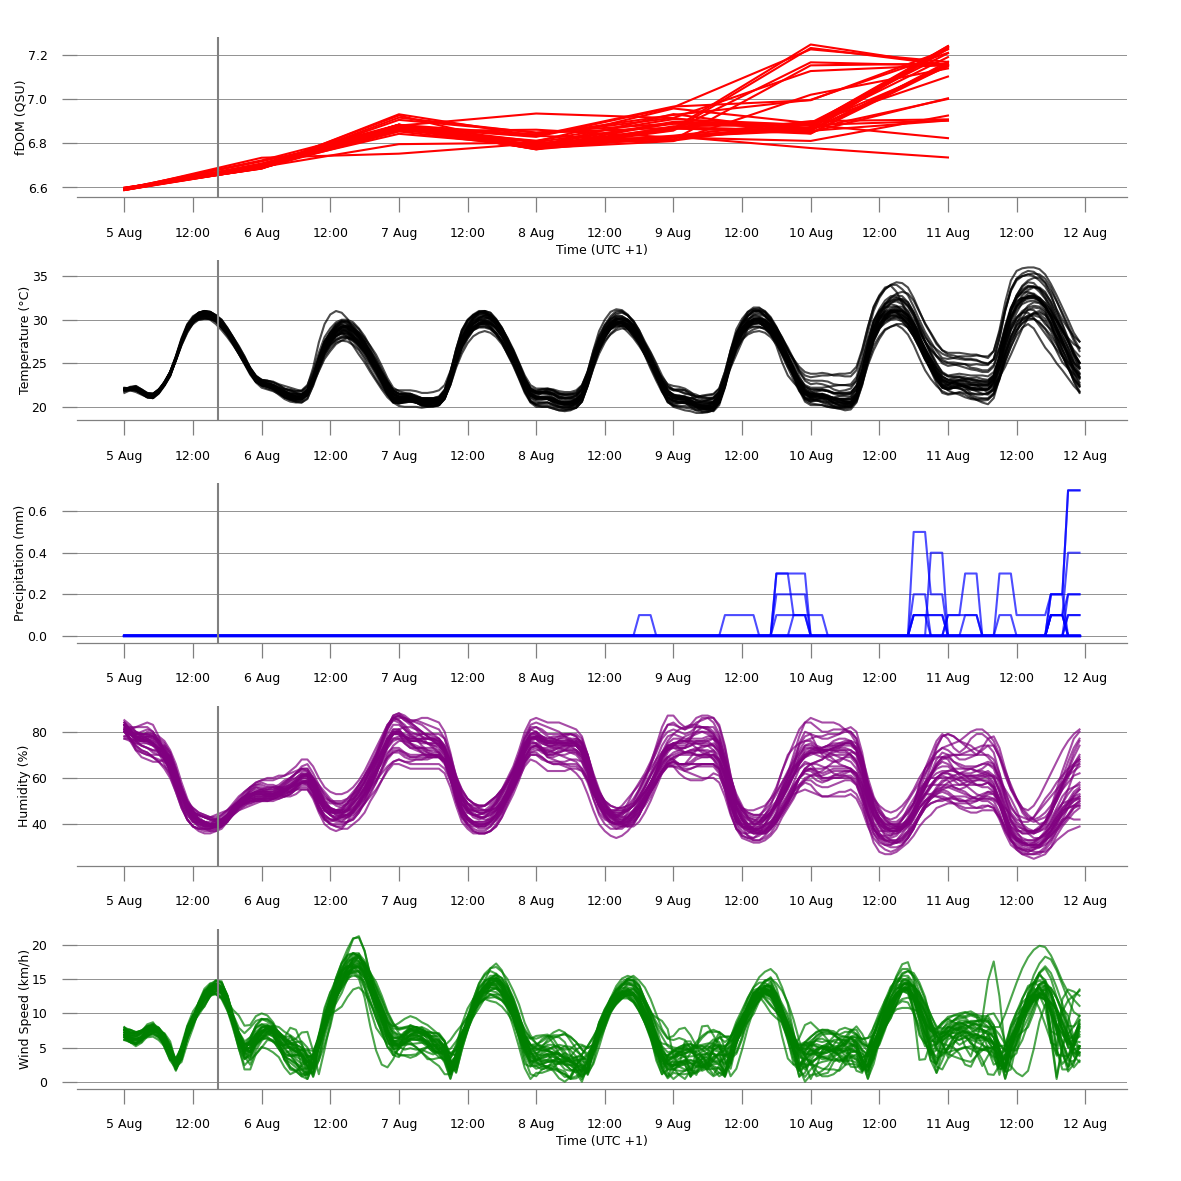 fDOM (QSU)
7.2
7.0
6.8
6.6
5 Aug 12:00 6 Aug 12:00 7 Aug 12:00 8 Aug 12:00 9 Aug 12:00 10 Aug 12:00 11 Aug 12:00 12 Aug
Time (UTC +1)
Temperature (°C)
35
30
25
20
5 Aug 12:00 6 Aug 12:00 7 Aug 12:00 8 Aug 12:00 9 Aug 12:00 10 Aug 12:00 11 Aug 12:00 12 Aug
Precipitation (mm)
0.6
0.4
0.2
0.0
5 Aug 12:00 6 Aug 12:00 7 Aug 12:00 8 Aug 12:00 9 Aug 12:00 10 Aug 12:00 11 Aug 12:00 12 Aug
Humidity (%)
80
60
40
5 Aug 12:00 6 Aug 12:00 7 Aug 12:00 8 Aug 12:00 9 Aug 12:00 10 Aug 12:00 11 Aug 12:00 12 Aug
Wind Speed (km/h)
20
15
10
5
0
5 Aug 12:00 6 Aug 12:00 7 Aug 12:00 8 Aug 12:00 9 Aug 12:00 10 Aug 12:00 11 Aug 12:00 12 Aug
Time (UTC +1)